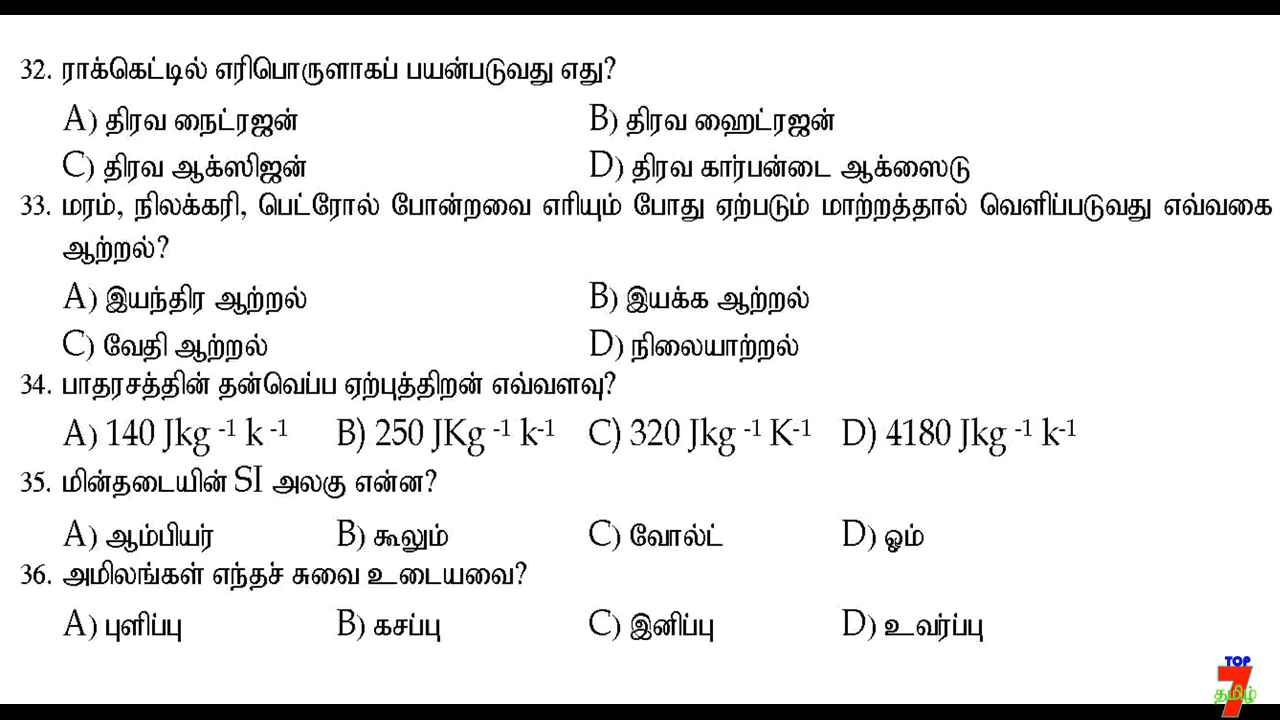 32. ராக்கெட்டில் எரிபொருளாகப் பயன்படுவது எது?
A) திரவ நைட்ரஜன் B) திரவ ஹைட்ரஜன்
C) திரவ ஆக்ஸிஜன் D) திரவ கார்பன்டை ஆக்ஸைடு
33. மரம், நிலக்கரி, பெட்ரோல் போன்றவை எரியும் போது ஏற்படும் மாற்றத்தால் வெளிப்படுவது எவ்வகை
ஆற்றல்?
A) இயந்திர ஆற்றல் B) இயக்க ஆற்றல்
C) வேதி ஆற்றல் D) நிலையாற்றல்
34. பாதரசத்தின் தன்வெப்ப ஏற்புத்திறன் எவ்வளவு?
A) 140 Jkg ⁻¹ k ⁻¹ B) 250 JKg ⁻¹ k⁻¹ C) 320 Jkg ⁻¹ K⁻¹ D) 4180 Jkg ⁻¹ k⁻¹
35. மின்தடையின் SI அலகு என்ன?
A) ஆம்பியர் B) கூலும் C) வோல்ட் D) ஓம்
36. அமிலங்கள் எந்தச் சுவை உடையவை?
A) புளிப்பு B) கசப்பு C) இனிப்பு D) உவர்ப்பு
TOP
7
தமிழ்